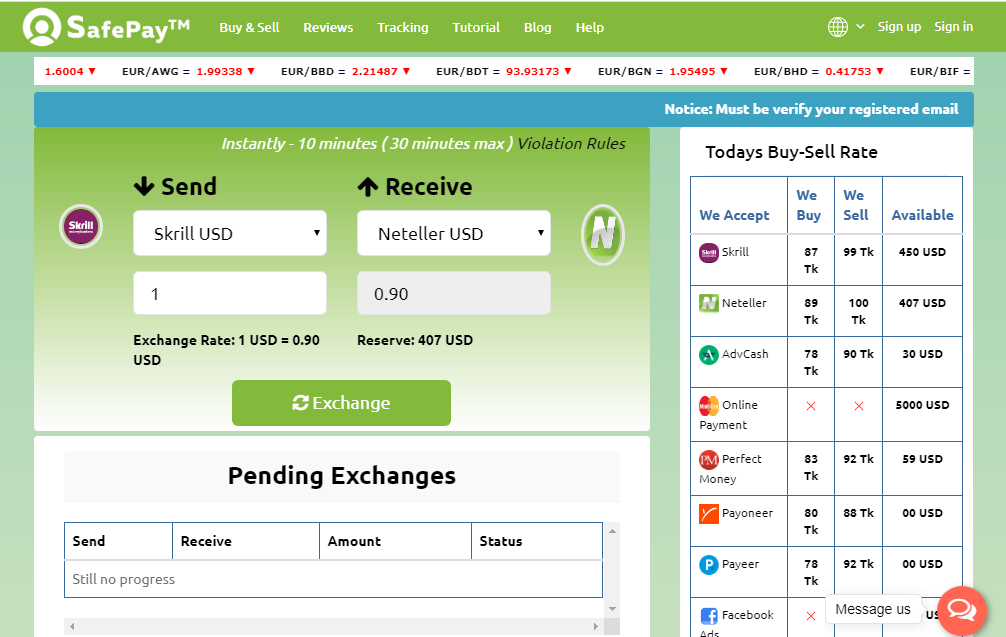 SafePay™ Buy & Sell Reviews Tracking Tutorial Blog Help Sign up Sign in
1.6004 ▼ EUR/AWG = 1.99338 ▼ EUR/BBD = 2.21487 ▼ EUR/BDT = 93.93173 ▼ EUR/BGN = 1.95495 ▼ EUR/BHD = 0.41753 ▼ EUR/BIF =
Notice: Must be verify your registered email
Instantly - 10 minutes ( 30 minutes max ) Violation Rules
Send Receive
Skrill
Skrill USD Neteller USD
N
1 0.90
Exchange Rate: 1 USD = 0.90
USD
Reserve: 407 USD
Exchange
Pending Exchanges
Send Receive Amount Status
Still no progress
Todays Buy-Sell Rate
We Accept We Buy We Sell Available
Skrill 87 Tk 99 Tk 450 USD
Neteller 89 Tk 100 Tk 407 USD
AdvCash 78 Tk 90 Tk 30 USD
Online Payment 5000 USD
Perfect Money 83 Tk 92 Tk 59 USD
Payoneer 80 Tk 88 Tk 00 USD
Payeer 78 Tk 92 Tk 00 USD
Facebook Ads
Message us